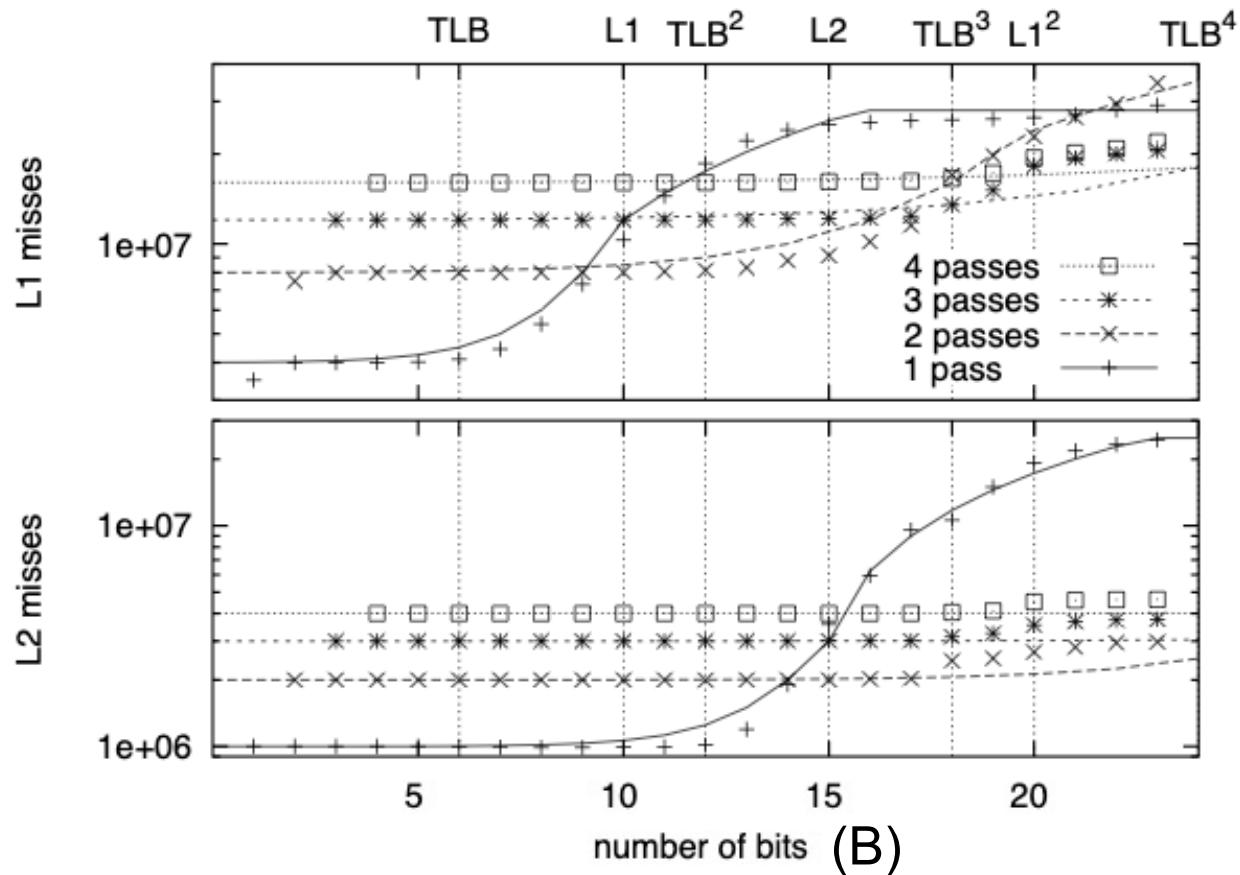 TLB L1 TLB² L2 TLB³ L1² TLB⁴
L1 misses
1e+07
4 passes
3 passes
2 passes
1 pass
L2 misses
1e+07
1e+06
5 10 15 20
number of bits (B)